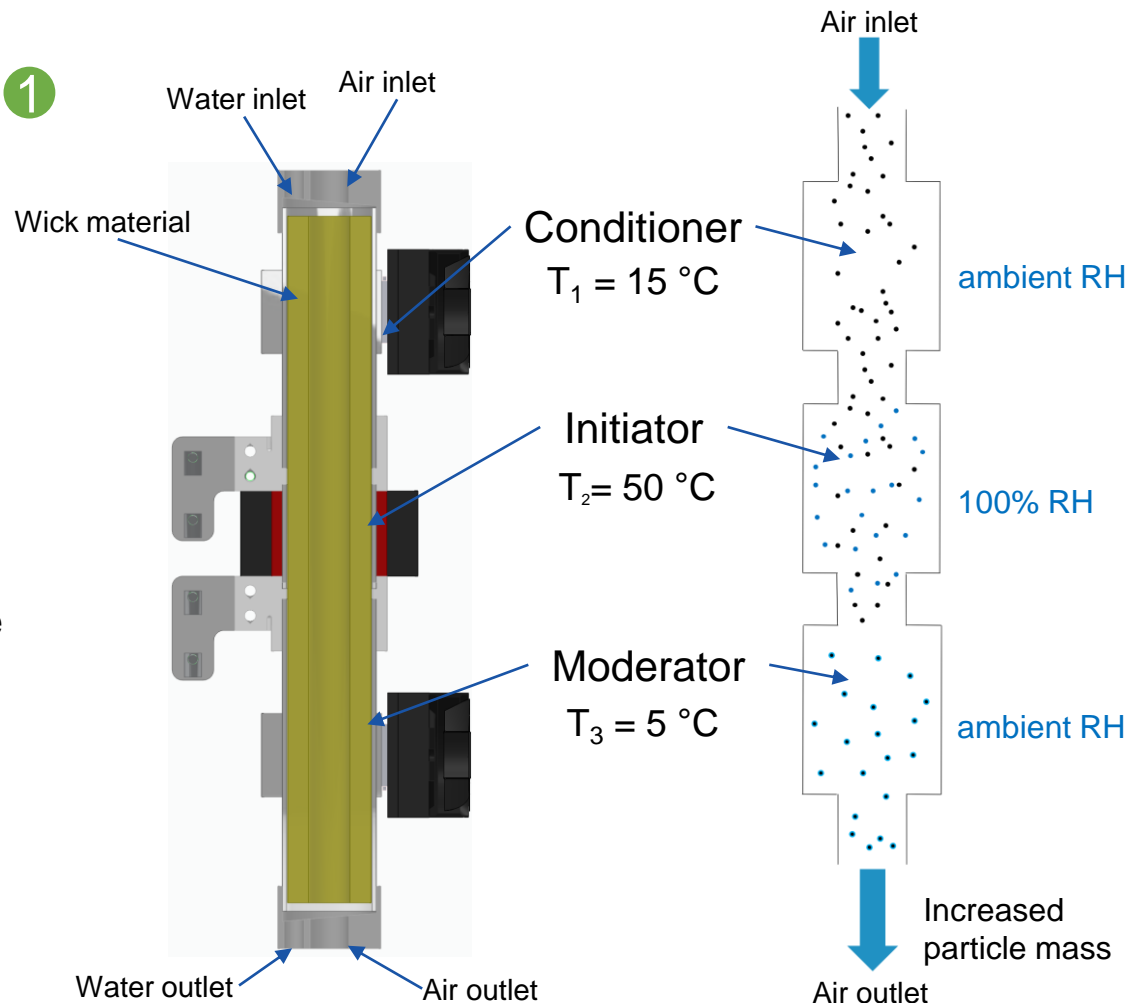 1
Water inlet
Air inlet
Wick material
Air inlet
Conditioner
T₁ = 15 °C
ambient RH
Initiator
T₂= 50 °C
100% RH
e
Moderator
T₃ = 5 °C
ambient RH
Increased
particle mass
Water outlet
Air outlet
Air outlet